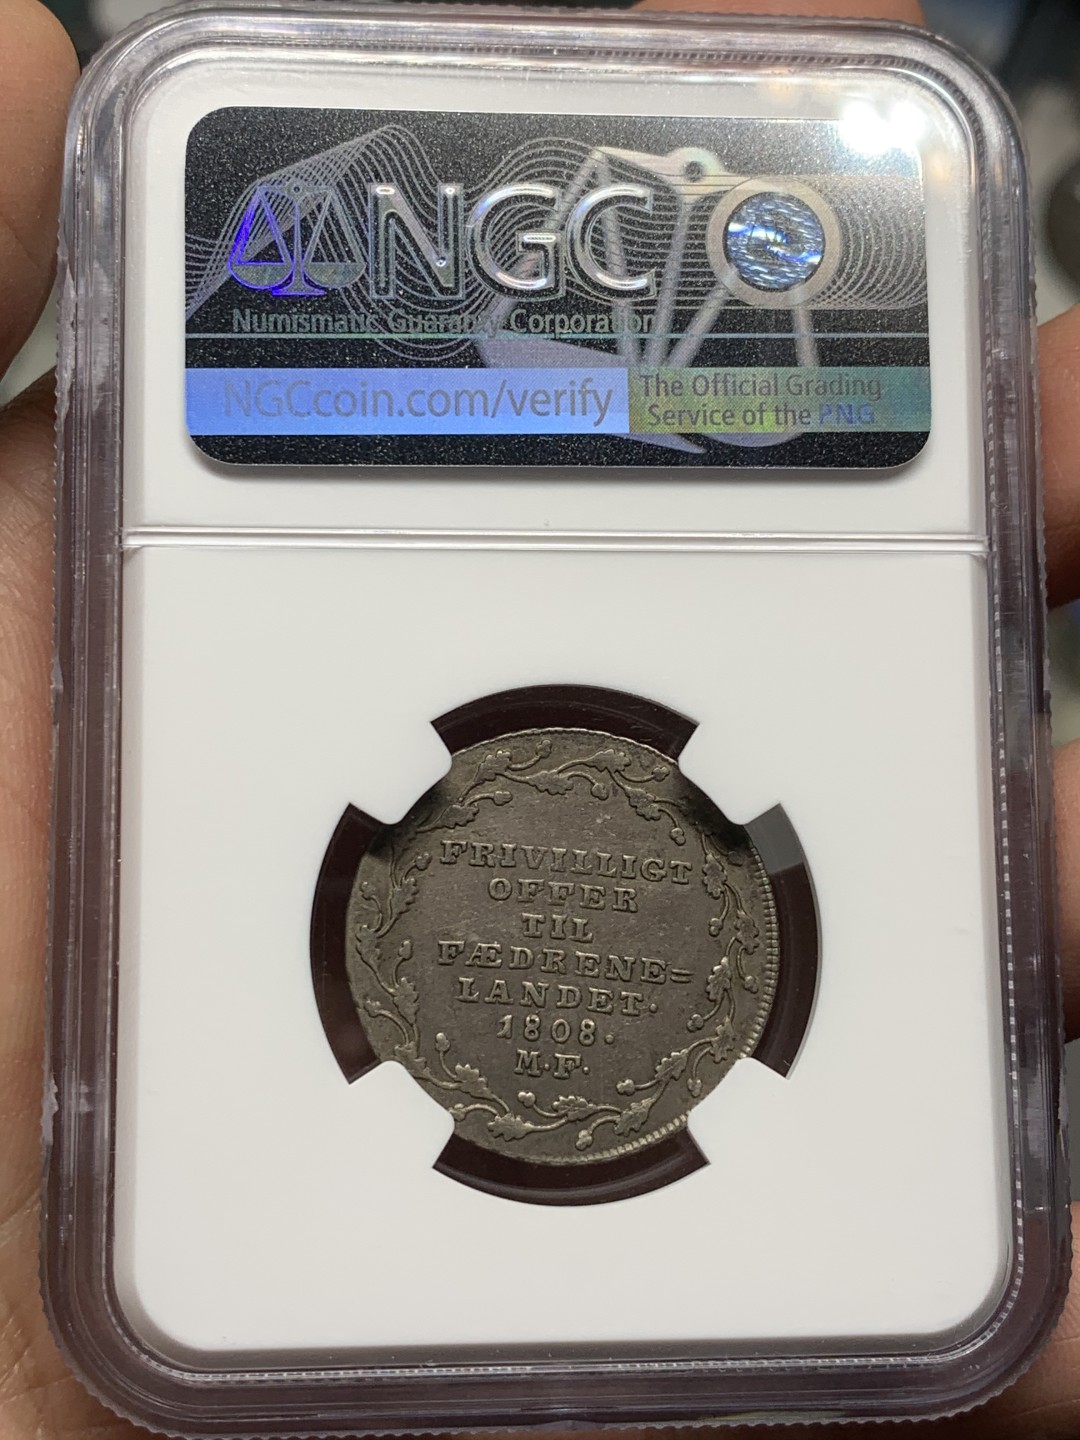 NGC
Numismatic Guaranty Corporation
NGCcoin.com/verify
The Official Grading
Service of the PNG
FRIVILLIGT
OFFER
TIL
FÆDRENE=
LANDET.
1808.
M.F.